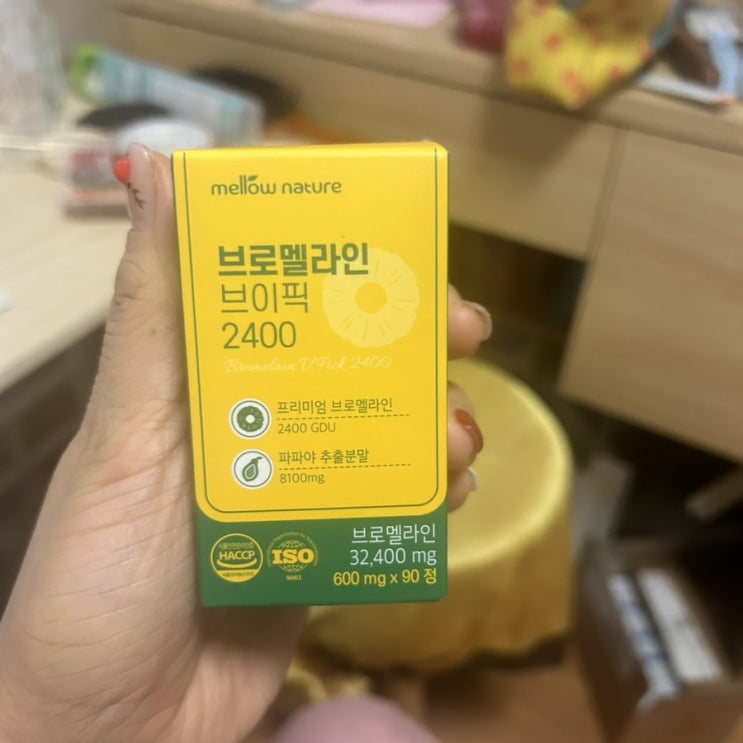 mellow nature
브로멜라인
브이픽
2400
Bromelain V Pick 2400
프리미엄 브로멜라인
2400 GDU
파파야 추출분말
8100mg
HACCP
ISO
9001
브로멜라인
32,400 mg
600 mg x 90 정